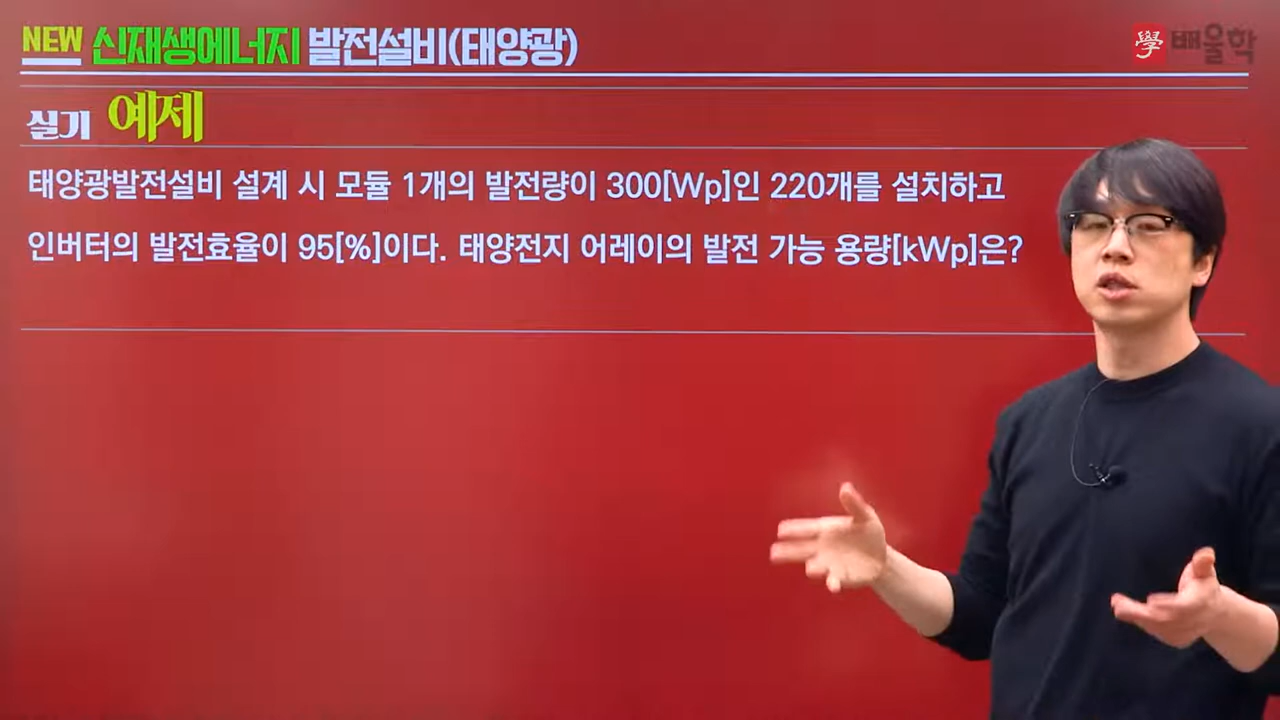 NEW 신재생에너지 발전설비(태양광)
學 배울학
실기 예제
태양광발전설비 설계 시 모듈 1개의 발전량이 300[Wp]인 220개를 설치하고
인버터의 발전효율이 95[%]이다. 태양전지 어레이의 발전 가능 용량[kWp]은?